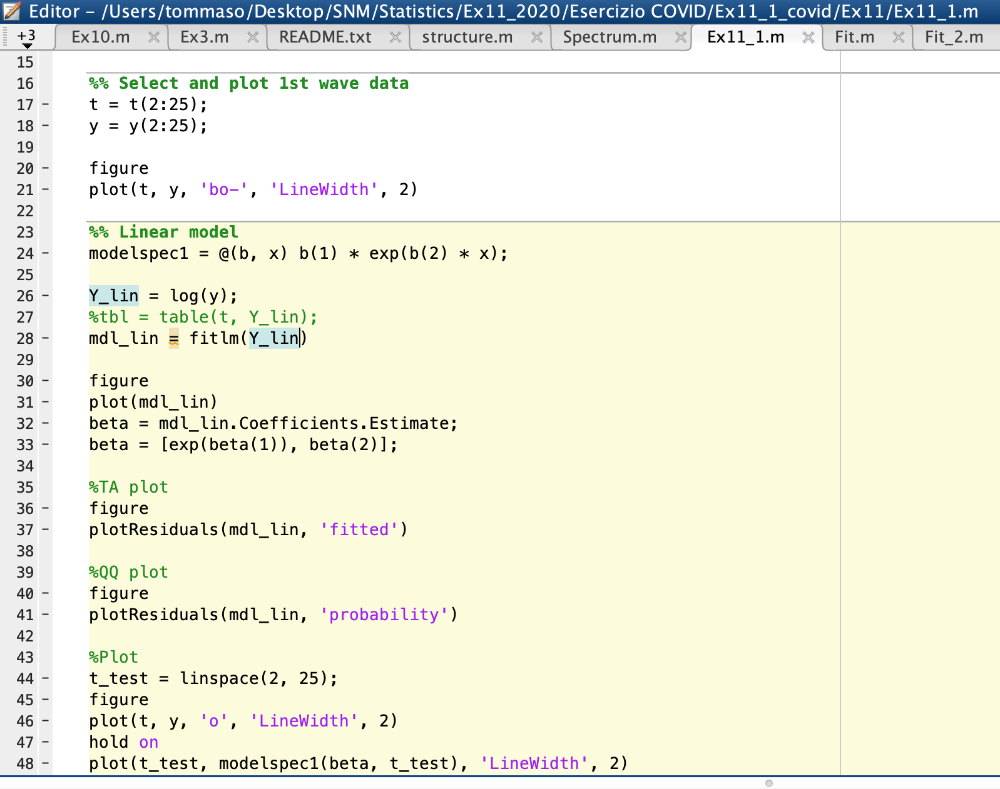 Editor – /Users/tommaso/Desktop/SNM/Statistics/Ex11_2020/Esercizio COVID/Ex11_1_covid/Ex11/Ex11_1.m
+3 Ex10.m Ex3.m README.txt structure.m Spectrum.m Ex11_1.m Fit.m Fit_2.m
15
16 %% Select and plot 1st wave data
17 – t = t(2:25);
18 – y = y(2:25);
19
20 – figure
21 – plot(t, y, 'bo-', 'LineWidth', 2)
22
23 %% Linear model
24 – modelspec1 = @(b, x) b(1) * exp(b(2) * x);
25
26 – Y_lin = log(y);
27 %tbl = table(t, Y_lin);
28 – mdl_lin = fitlm(Y_lin)
29
30 – figure
31 – plot(mdl_lin)
32 – beta = mdl_lin.Coefficients.Estimate;
33 – beta = [exp(beta(1)), beta(2)];
34
35 %TA plot
36 – figure
37 – plotResiduals(mdl_lin, 'fitted')
38
39 %QQ plot
40 – figure
41 – plotResiduals(mdl_lin, 'probability')
42
43 %Plot
44 – t_test = linspace(2, 25);
45 – figure
46 – plot(t, y, 'o', 'LineWidth', 2)
47 – hold on
48 – plot(t_test, modelspec1(beta, t_test), 'LineWidth', 2)